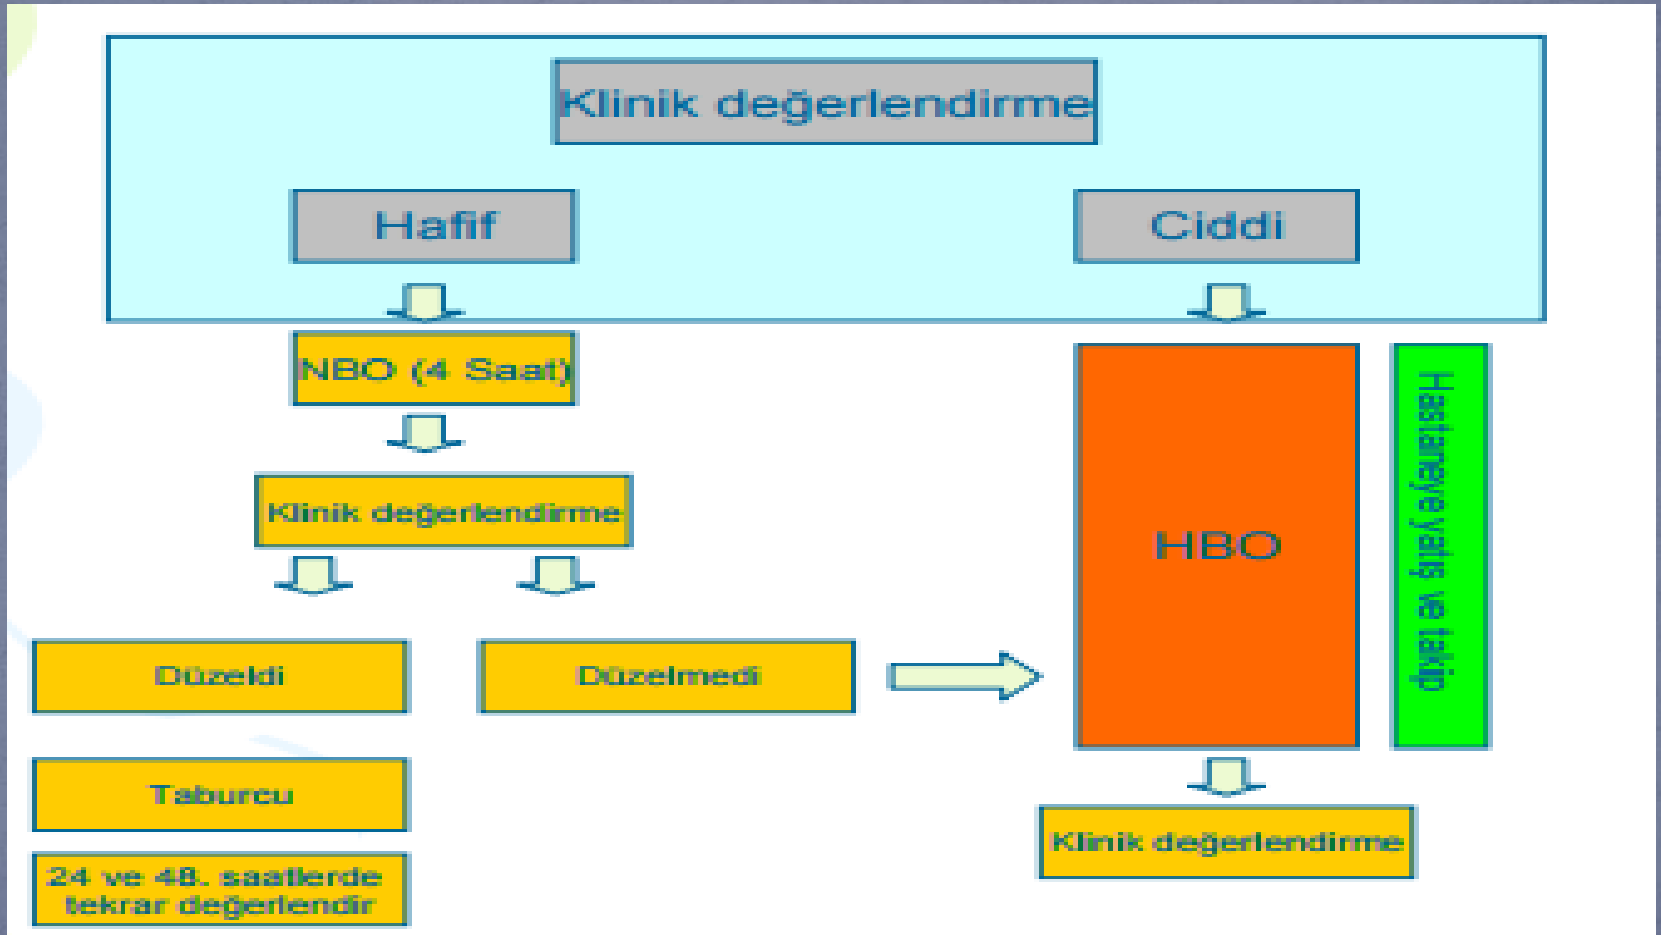 Klinik değerlendirme
Hafif
Ciddi
NBO (4 Saat)
Klinik değerlendirme
Düzeldi
Düzelmedi
HBO
Hastaneye yatış ve takip
Taburcu
Klinik değerlendirme
24 ve 48. saatlerde
tekrar değerlendir